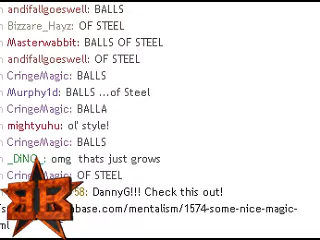 n andifallgoeswell: BALLS
n Bizzare_Hayz: OF STEEL
n Masterwabbit: BALLS OF STEEL
n andifallgoeswell: OF STEEL
n CringeMagic: BALLS
n Murphy1d: BALLS ...of Steel
n CringeMagic: BALLA
n mightyuhu: ol' style!
n CringeMagic: BALLS
n _DiNO_: omg thats just grows
OF STEEL
58: DannyG!!! Check this out!
base.com/mentalism/1574-some-nice-magic-
ml